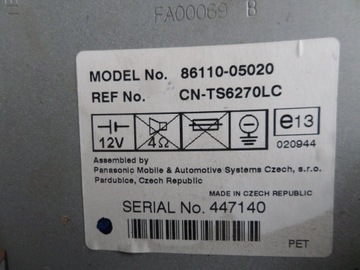 FA00069 B
MODEL No. 86110-05020
REF No. CN-TS6270LC
12V 4Ω e13
020944
Assembled by
Panasonic Mobile & Automotive Systems Czech, s.r.o.
Pardubice, Czech Republic
MADE IN CZECH REPUBLIC
SERIAL No. 447140
PET